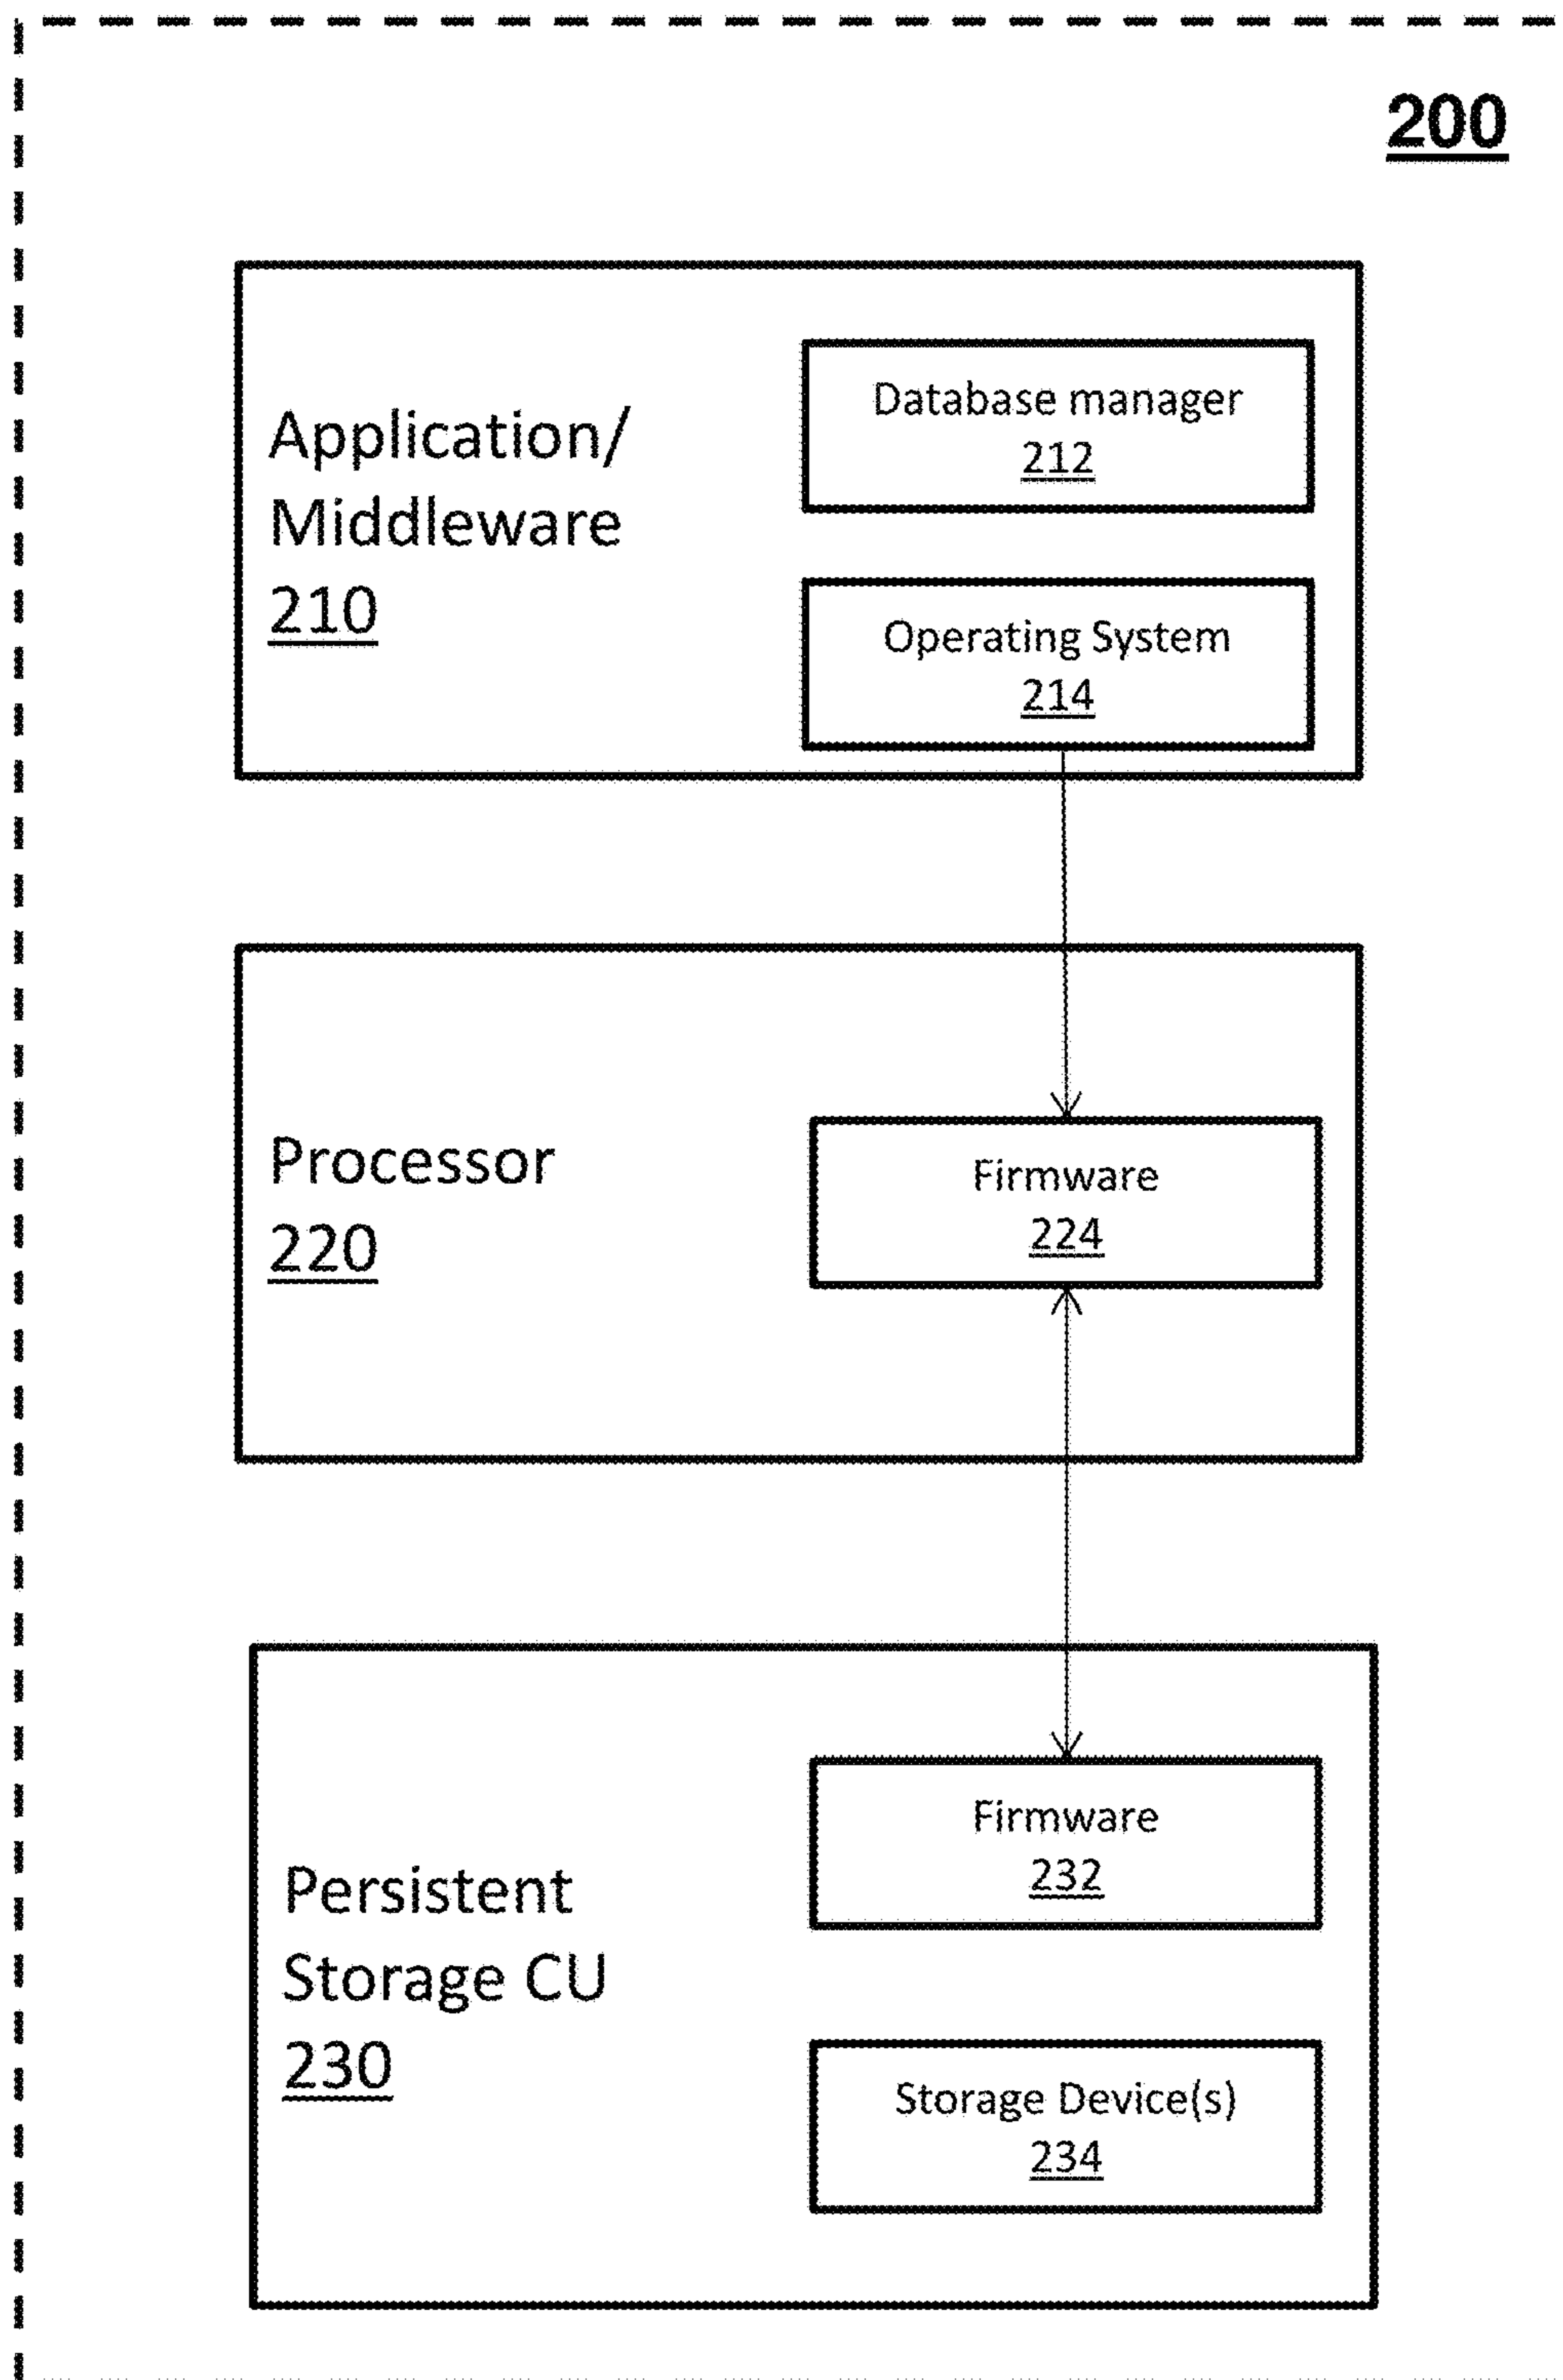 200
Application/
Middleware
210
Database manager
212
Operating System
214
Processor
220
Firmware
224
Persistent
Storage CU
230
Firmware
232
Storage Device(s)
234